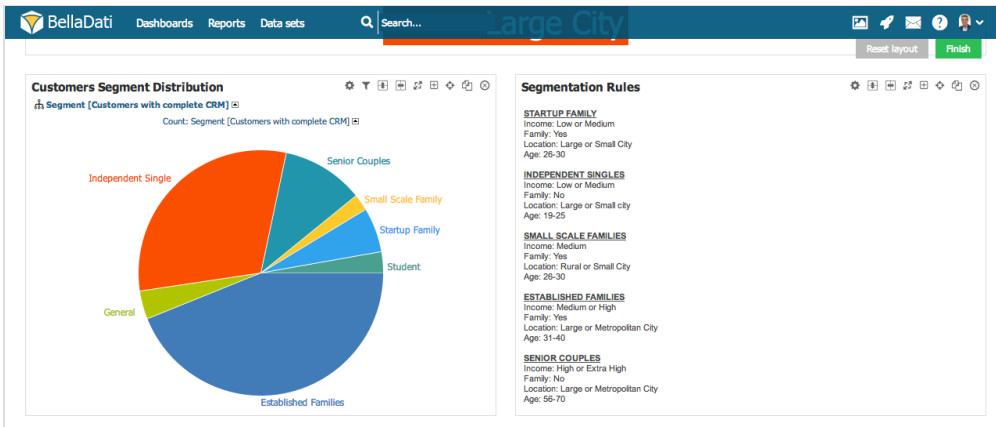 BellaDati Dashboards Reports Data sets Search... Large City
Reset layout Finish
Customers Segment Distribution
Segment [Customers with complete CRM]
Count: Segment [Customers with complete CRM]
Senior Couples
Independent Single
Small Scale Family
Startup Family
Student
General
Established Families
Segmentation Rules
STARTUP FAMILY
Income: Low or Medium
Family: Yes
Location: Large or Small City
Age: 26-30
INDEPENDENT SINGLES
Income: Low or Medium
Family: No
Location: Large or Small city
Age: 19-25
SMALL SCALE FAMILIES
Income: Medium
Family: Yes
Location: Rural or Small City
Age: 26-30
ESTABLISHED FAMILIES
Income: Medium or High
Family: Yes
Location: Large or Metropolitan City
Age: 31-40
SENIOR COUPLES
Income: High or Extra High
Family: No
Location: Large or Metropolitan City
Age: 56-70